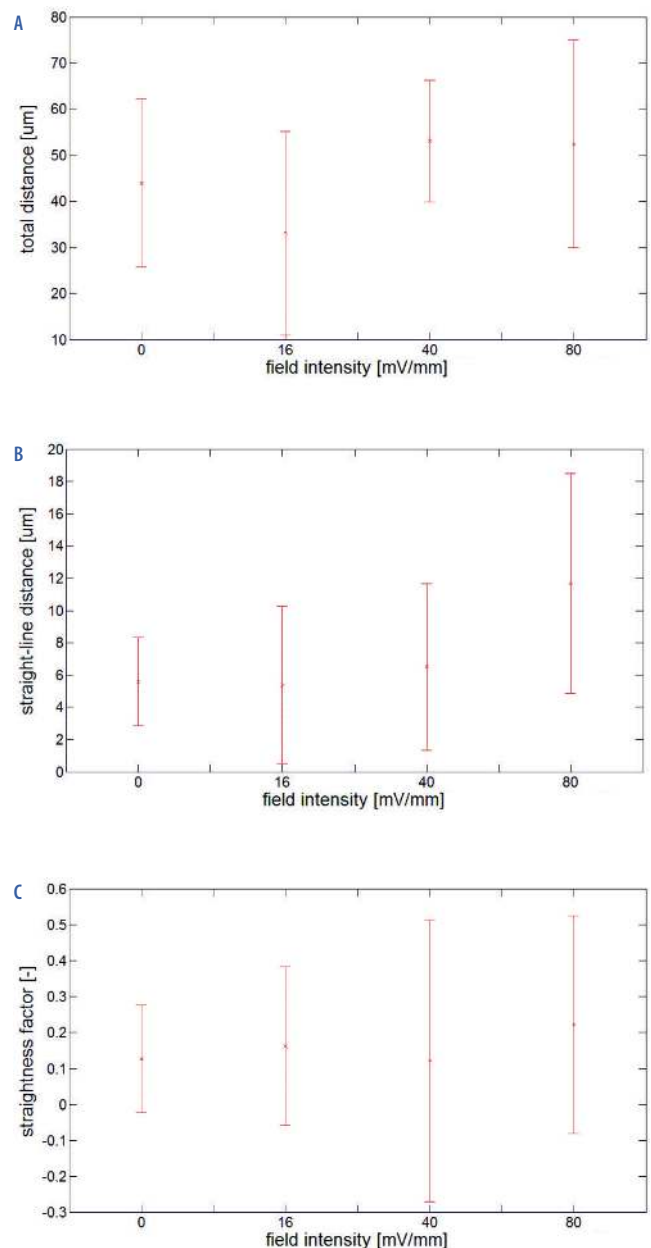 A
total distance [um]
80
70
60
50
40
30
20
10
0 16 40 80
field intensity [mV/mm]
B
straight-line distance [um]
20
18
16
14
12
10
8
6
4
2
0
0 16 40 80
field intensity [mV/mm]
C
straightness factor [-]
0.6
0.5
0.4
0.3
0.2
0.1
0
-0.1
-0.2
-0.3
0 16 40 80
field intensity [mV/mm]